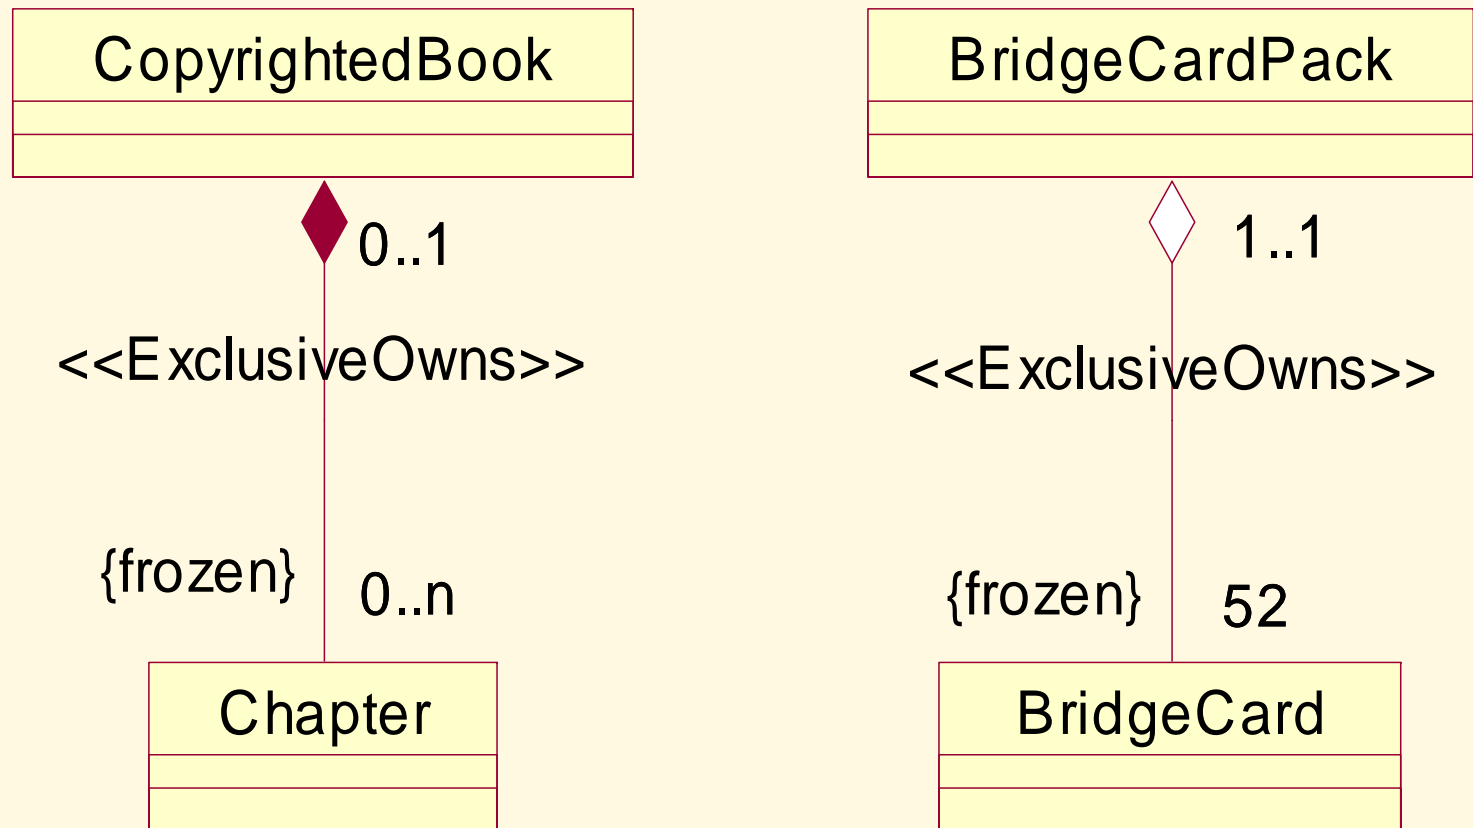 CopyrightedBook
0..1
<<ExclusiveOwns>>
{frozen}
0..n
Chapter
BridgeCardPack
1..1
<<ExclusiveOwns>>
{frozen}
52
BridgeCard